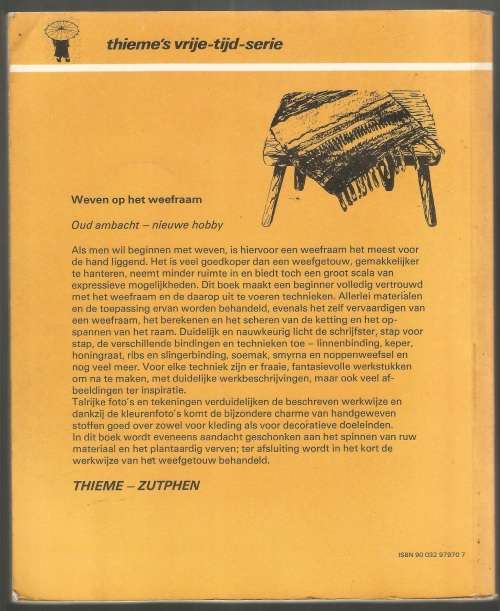 thieme's vrije-tijd-serie
Weven op het weefraam
Oud ambacht – nieuwe hobby
Als men wil beginnen met weven, is hiervoor een weefraam het meest voor
de hand liggend. Het is veel goedkoper dan een weefgetouw, gemakkelijker
te hanteren, neemt minder ruimte in en biedt toch een groot scala van
expressieve mogelijkheden. Dit boek maakt een beginner volledig vertrouwd
met het weefraam en de daarop uit te voeren technieken. Allerlei materialen
en de toepassing ervan worden behandeld, evenals het zelf vervaardigen van
een weefraam, het berekenen en het scheren van de ketting en het op-
spannen van het raam. Duidelijk en nauwkeurig licht de schrijfster, stap voor
stap, de verschillende bindingen en technieken toe – linnenbinding, keper,
honingraat, ribs en slingerbinding, soemak, smyrna en noppenweefsel en
nog veel meer. Voor elke techniek zijn er fraaie, fantasievolle werkstukken
om na te maken, met duidelijke werkbeschrijvingen, maar ook veel af-
beeldingen ter inspiratie.
Talrijke foto's en tekeningen verduidelijken de beschreven werkwijze en
dankzij de kleurenfoto's komt de bijzondere charme van handgeweven
stoffen goed over zowel voor kleding als voor decoratieve doeleinden.
In dit boek wordt eveneens aandacht geschonken aan het spinnen van ruw
materiaal en het plantaardig verven; ter afsluiting wordt in het kort de
werkwijze van het weefgetouw behandeld.
THIEME – ZUTPHEN
ISBN 90 032 97970 7